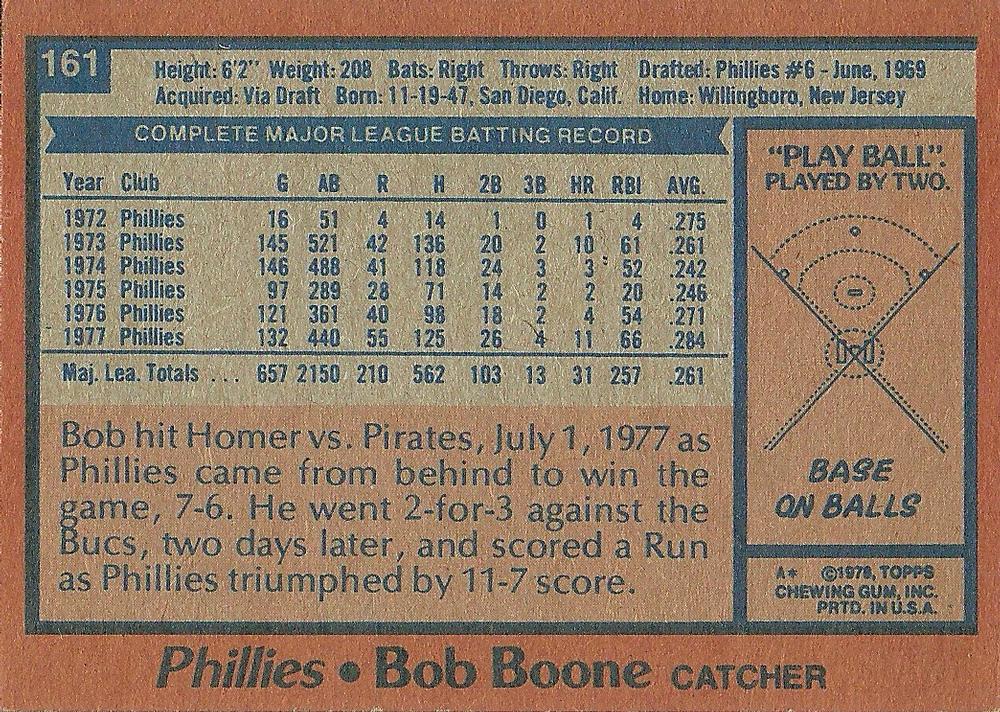 161
Height: 6'2" Weight: 208 Bats: Right Throws: Right Drafted: Phillies #6 - June, 1969
Acquired: Via Draft Born: 11-19-47, San Diego, Calif. Home: Willingboro, New Jersey
COMPLETE MAJOR LEAGUE BATTING RECORD
Year Club G AB R H 2B 3B HR RBI AVG.
1972 Phillies 16 51 4 14 1 0 1 4 .275
1973 Phillies 145 521 42 136 20 2 10 61 .261
1974 Phillies 146 488 41 118 24 3 3 52 .242
1975 Phillies 97 289 28 71 14 2 2 20 .246
1976 Phillies 121 361 40 98 18 2 4 54 .271
1977 Phillies 132 440 55 125 26 4 11 66 .284
Maj. Lea. Totals ... 657 2150 210 562 103 13 31 257 .261
Bob hit Homer vs. Pirates, July 1, 1977 as
Phillies came from behind to win the
game, 7-6. He went 2-for-3 against the
Bucs, two days later, and scored a Run
as Phillies triumphed by 11-7 score.
"PLAY BALL".
PLAYED BY TWO.
BASE
ON BALLS
A* ©1978, TOPPS
CHEWING GUM, INC.
PRTD. IN U.S.A.
Phillies • Bob Boone CATCHER